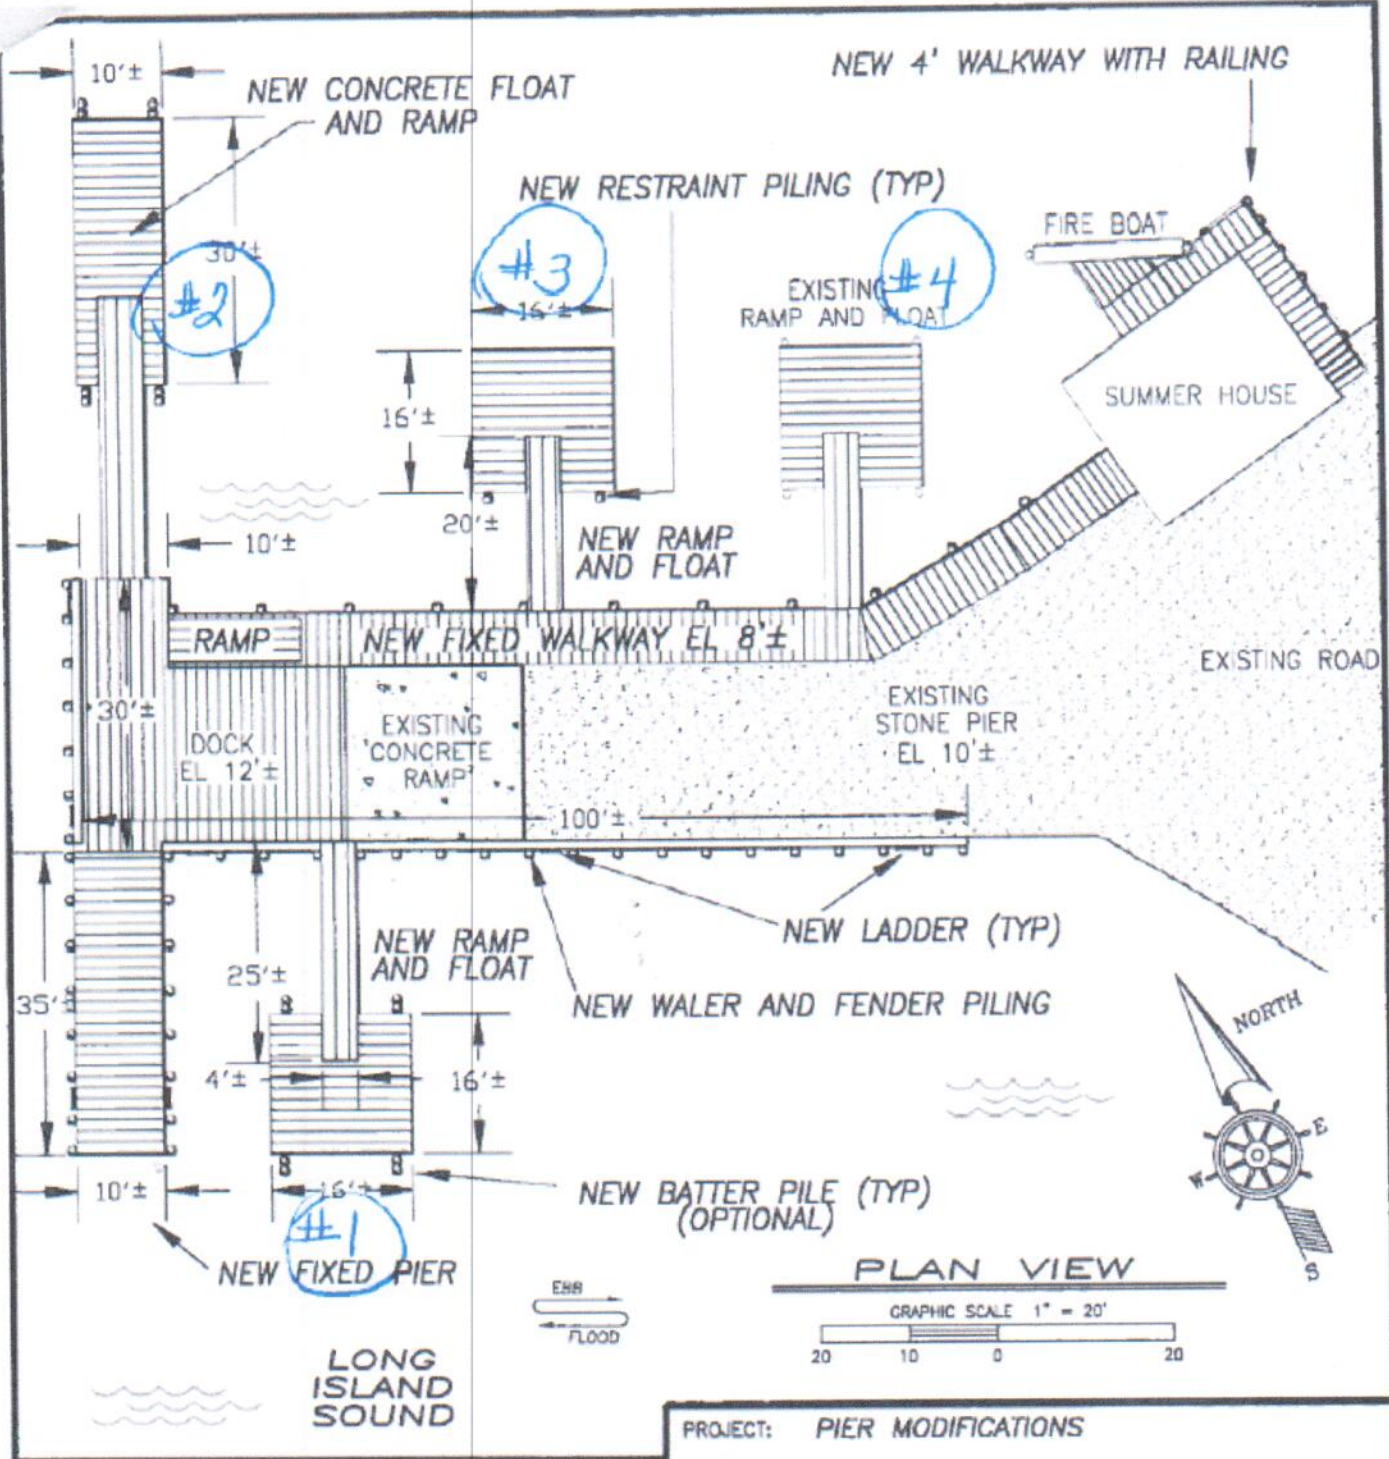 10'±
NEW CONCRETE FLOAT
AND RAMP
NEW 4' WALKWAY WITH RAILING
NEW RESTRAINT PILING (TYP)
30'±
#2
#3
16'±
#4
EXISTING
RAMP AND FLOAT
FIRE BOAT
16'±
SUMMER HOUSE
20'±
10'±
NEW RAMP
AND FLOAT
RAMP
NEW FIXED WALKWAY EL 8'±
EXISTING ROAD
30'±
DOCK
EL 12'±
EXISTING
CONCRETE
RAMP
EXISTING
STONE PIER
EL 10'±
100'±
NEW LADDER (TYP)
NEW RAMP
AND FLOAT
25'±
35'±
NEW WALER AND FENDER PILING
NORTH
4'±
16'±
E
W
S
10'±
16'±
#1
NEW BATTER PILE (TYP)
(OPTIONAL)
NEW FIXED PIER
PLAN VIEW
EBB
FLOOD
GRAPHIC SCALE 1" = 20'
20 10 0 20
LONG
ISLAND
SOUND
PROJECT: PIER MODIFICATIONS